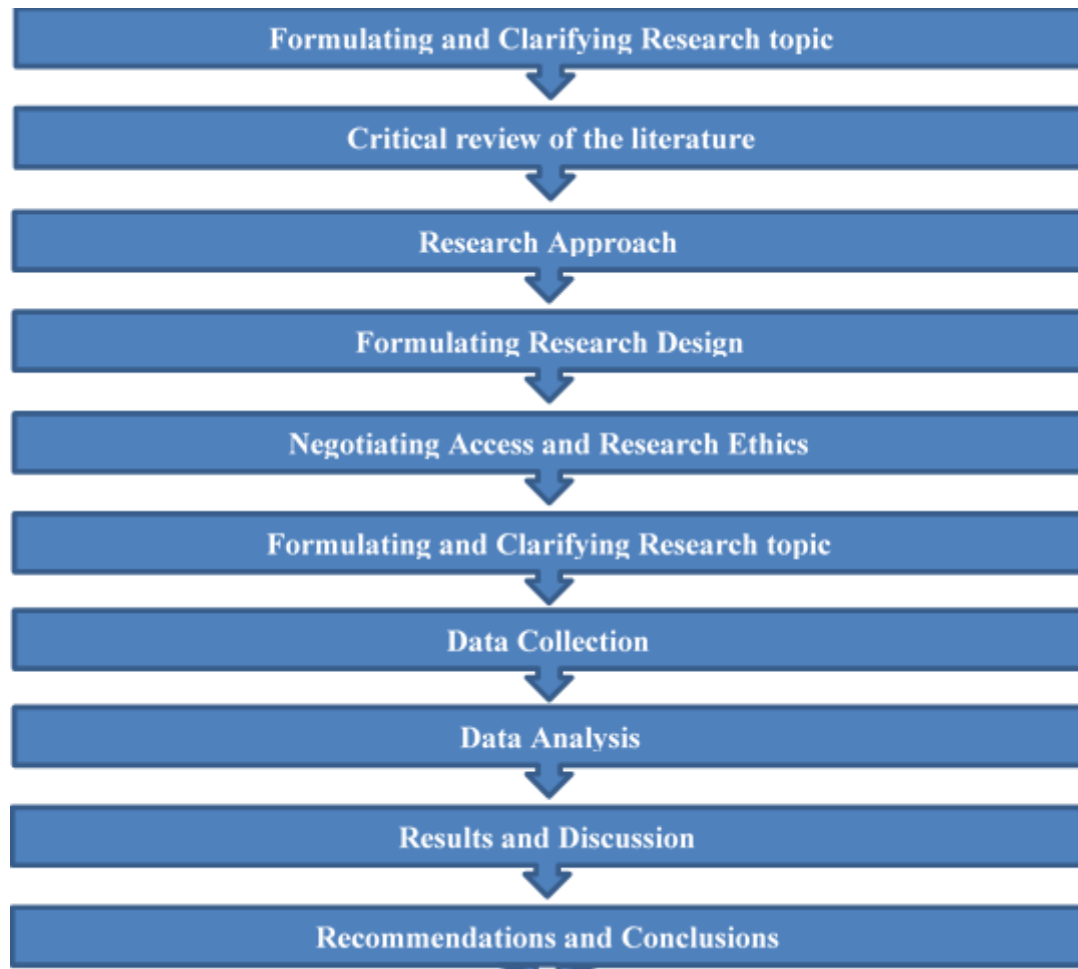 Formulating and Clarifying Research topic
Critical review of the literature
Research Approach
Formulating Research Design
Negotiating Access and Research Ethics
Formulating and Clarifying Research topic
Data Collection
Data Analysis
Results and Discussion
Recommendations and Conclusions